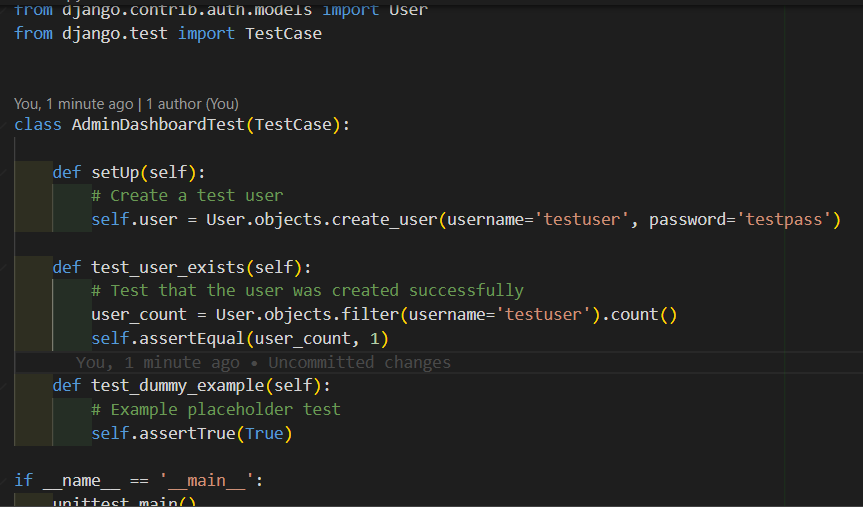 from django.contrib.auth.models import User
from django.test import TestCase
You, 1 minute ago | 1 author (You)
class AdminDashboardTest(TestCase):
def setUp(self):
# Create a test user
self.user = User.objects.create_user(username='testuser', password='testpass')
def test_user_exists(self):
# Test that the user was created successfully
user_count = User.objects.filter(username='testuser').count()
self.assertEqual(user_count, 1)
You, 1 minute ago • Uncommitted changes
def test_dummy_example(self):
# Example placeholder test
self.assertTrue(True)
if __name__ == '__main__':
unittest.main()